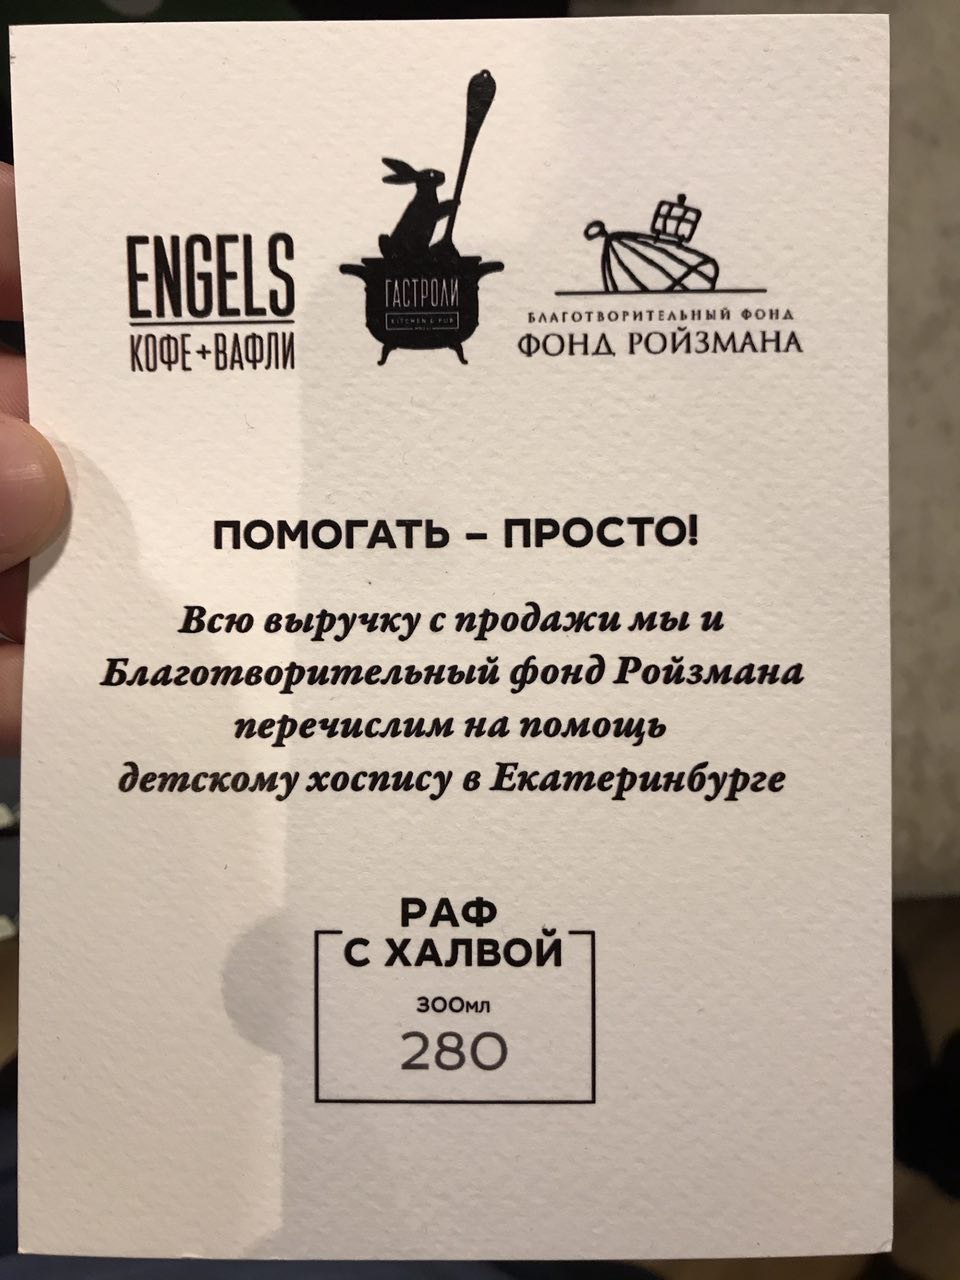 ENGELS
КОФЕ+ВАФЛИ
ГАСТРОЛИ
KITCHEN & PUB
БЛАГОТВОРИТЕЛЬНЫЙ ФОНД
ФОНД РОЙЗМАНА
ПОМОГАТЬ – ПРОСТО!
Всю выручку с продажи мы и
Благотворительный фонд Ройзмана
перечислим на помощь
детскому хоспису в Екатеринбурге
РАФ
С ХАЛВОЙ
300мл
280